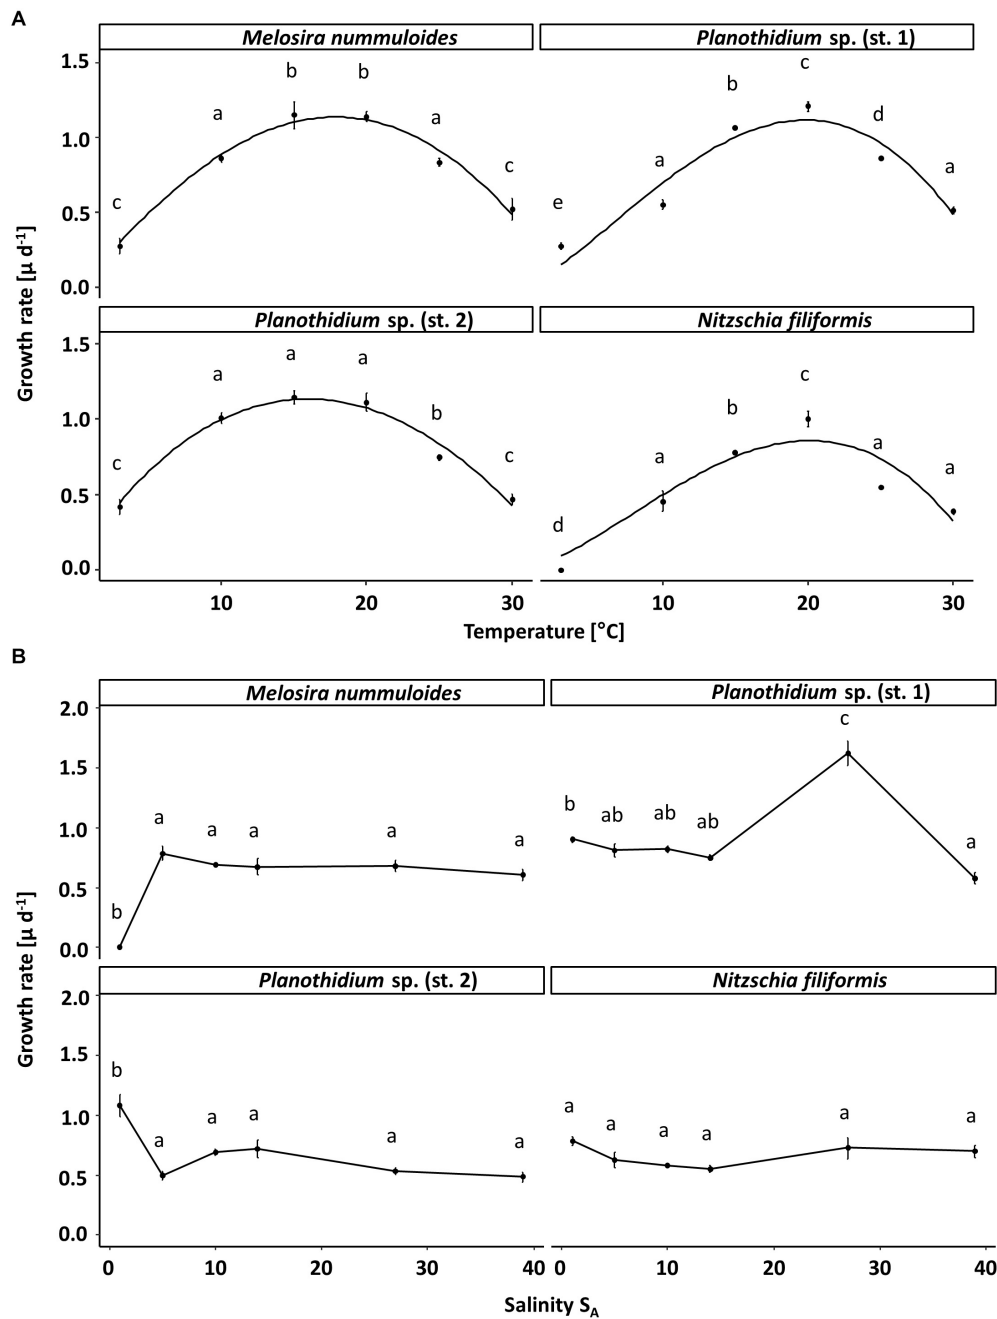 A
Melosira nummuloides
Planothidium sp. (st. 1)
1.5
1.0
0.5
0.0
c a b b a c
e a b c d a
Planothidium sp. (st. 2)
Nitzschia filiformis
1.5
1.0
0.5
0.0
c a a a b c
d a b c a a
Growth rate [µ d-1]
10 20 30 10 20 30
Temperature [°C]
B
Melosira nummuloides
Planothidium sp. (st. 1)
2.0
1.5
1.0
0.5
0.0
b a a a a a
b ab ab ab c a
Planothidium sp. (st. 2)
Nitzschia filiformis
2.0
1.5
1.0
0.5
0.0
b a a a a a
a a a a a a
Growth rate [µ d-1]
0 10 20 30 40 0 10 20 30 40
Salinity SA